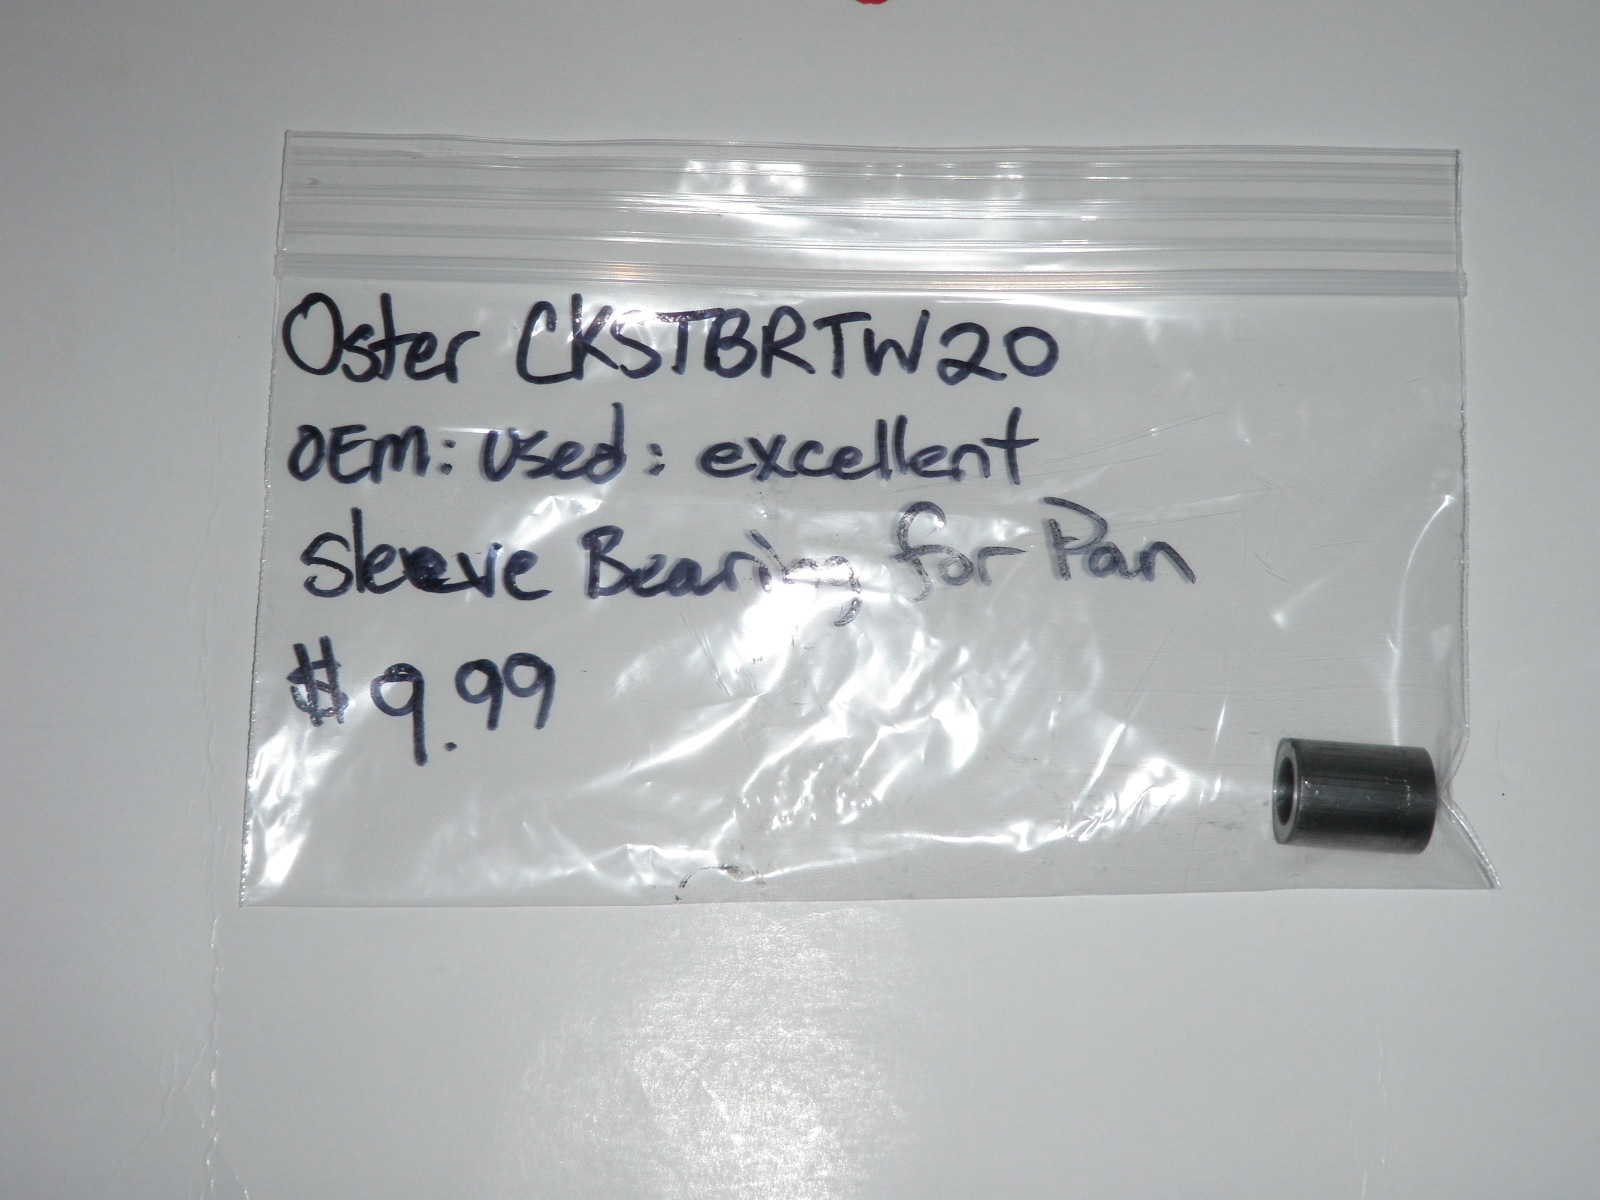 Oster CKSTBRTW20
OEM: Used: excellent
Sleeve Bearing for Pan
$9.99